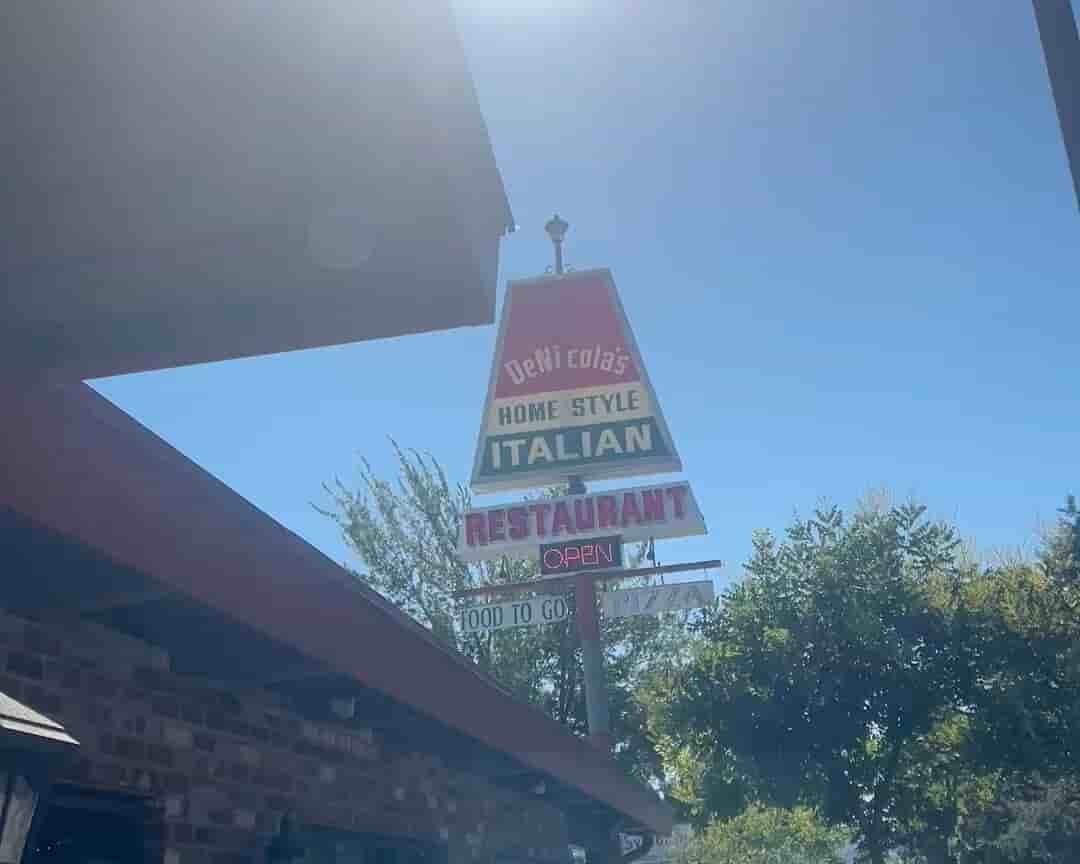 DeNicola's
HOME STYLE
ITALIAN
RESTAURANT
OPEN
FOOD TO GO
PIZZA